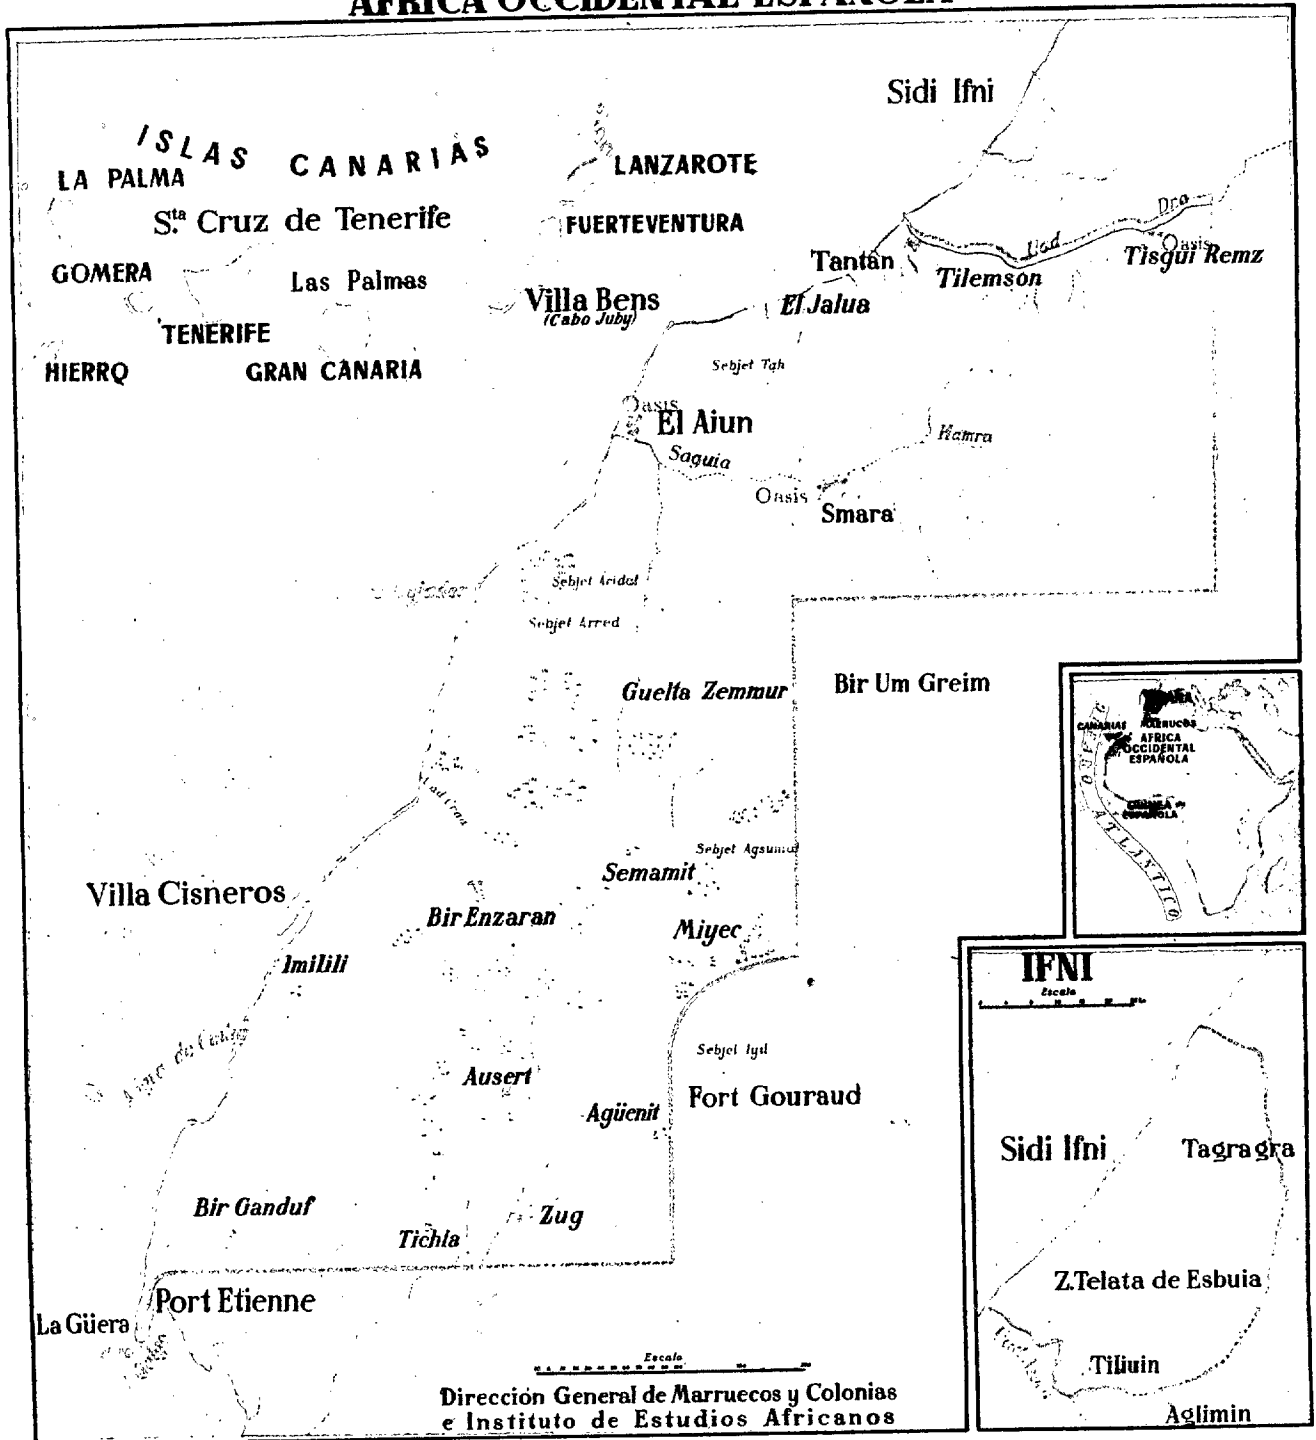 AFRICA OCCIDENTAL ESPAÑOLA
Sidi Ifni
ISLAS CANARIAS
LANZAROTE
LA PALMA
Sta. Cruz de Tenerife
FUERTEVENTURA
Dra
Uad
Oasis
Tantan
Tisgui Remz
GOMERA
Las Palmas
Tilemson
Villa Bens
(Cabo Juby)
El Jalua
TENERIFE
HIERRO
GRAN CANARIA
Sebjet Tah
Oasis
El Aiun
Hamra
Saguia
Oasis
Smara
Sebjet Aridal
Sebjet Arred
Guelta Zemmur
Bir Um Greim
CANARIAS
MARRUECOS
AFRICA
OCCIDENTAL
ESPAÑOLA
ESPAÑOLA
ATLANTICO
Uad Craa
Sebjet Agsumal
Semamit
Villa Cisneros
Bir Enzaran
Miyec
Imilili
IFNI
Escala
Sebjet Iyil
Ausert
Agüenit
Fort Gouraud
Sidi Ifni
Tagragra
Bir Ganduf
Zug
Tichla
Z.Telata de Esbuia
Port Etienne
La Güera
Tiliuin
Aglimin
Escala
Dirección General de Marruecos y Colonias
e Instituto de Estudios Africanos